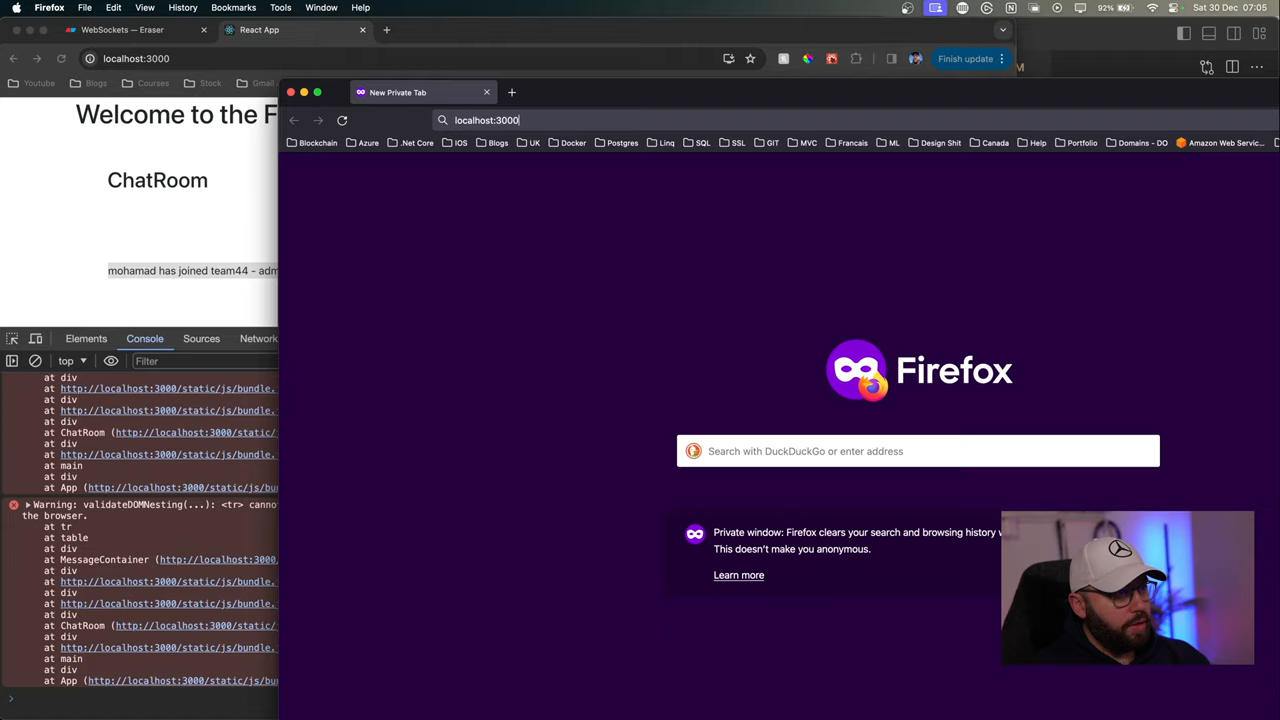 Firefox File Edit View History Bookmarks Tools Window Help 92% Sat 30 Dec 07:05
WebSockets — Eraser React App
localhost:3000 Finish update
Youtube Blogs Courses Stock Gmail
New Private Tab
localhost:3000
Blockchain Azure .Net Core IOS Blogs UK Docker Postgres Linq SQL SSL GIT MVC Francais ML Design Shit Canada Help Portfolio Domains - DO Amazon Web Servic...
Welcome to the F
ChatRoom
mohamad has joined team44 - adm
Elements Console Sources Network
top Filter
at div
at http://localhost:3000/static/js/bundle.
at div
at http://localhost:3000/static/js/bundle.
at div
at ChatRoom (http://localhost:3000/static/
at div
at http://localhost:3000/static/js/bundle.
at main
at div
at App (http://localhost:3000/static/js/bund
Warning: validateDOMNesting(...): <tr> canno
the browser.
at tr
at table
at div
at MessageContainer (http://localhost:3000
at div
at http://localhost:3000/static/js/bundle.
at div
at http://localhost:3000/static/js/bundle.
at div
at ChatRoom (http://localhost:3000/static/
at div
at http://localhost:3000/static/js/bundle.
at main
at div
at App (http://localhost:3000/static/js/bund
Firefox
Search with DuckDuckGo or enter address
Private window: Firefox clears your search and browsing history
This doesn't make you anonymous.
Learn more